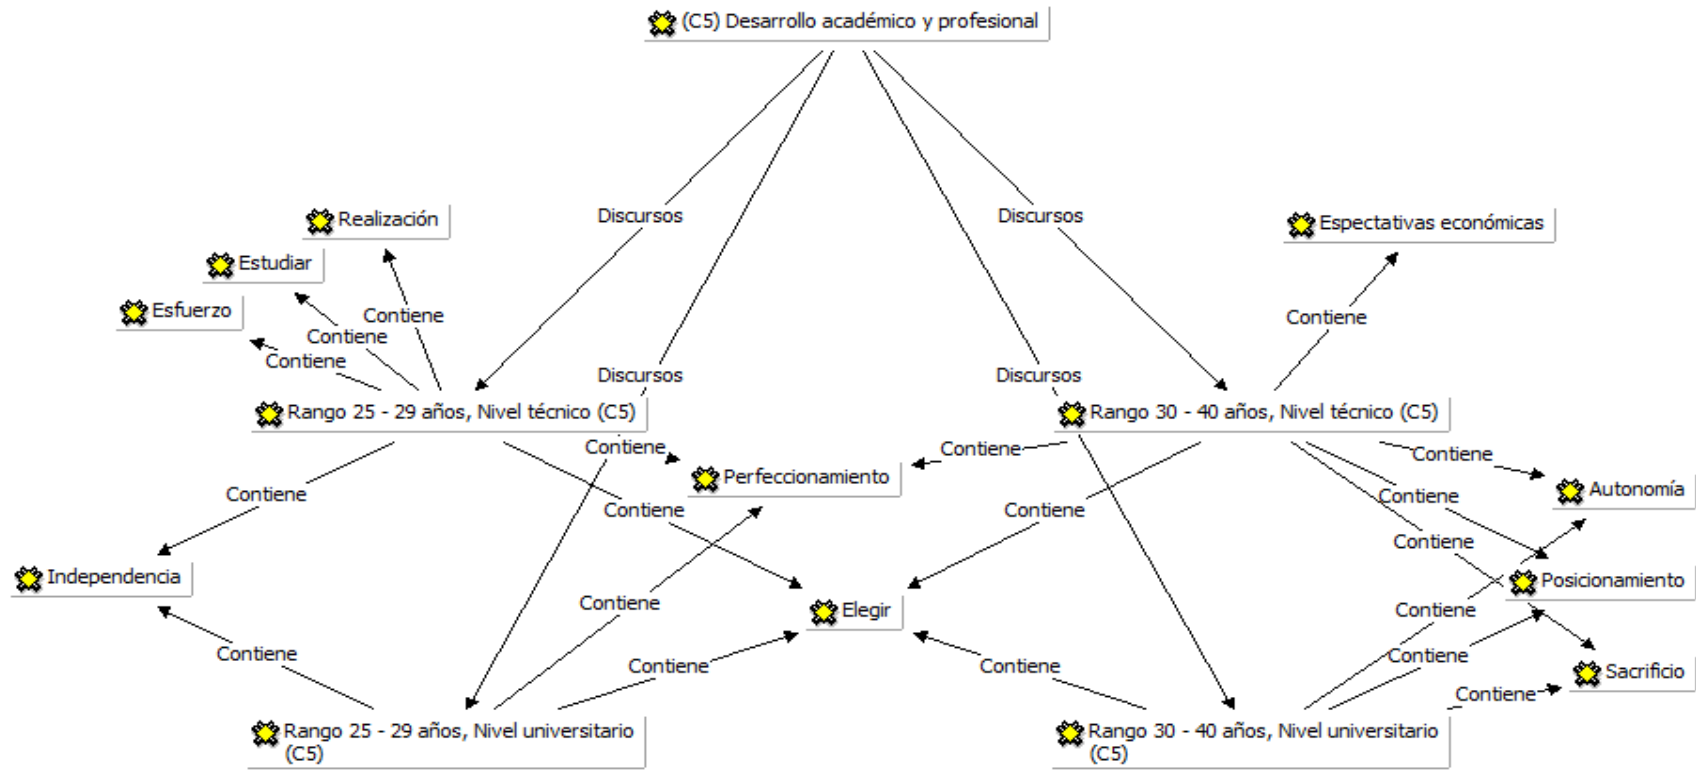 (C5) Desarrollo académico y profesional
Discursos
Discursos
Realización
Espectativas económicas
Estudiar
Esfuerzo
Contiene
Contiene
Contiene
Contiene
Discursos
Discursos
Rango 25 - 29 años, Nivel técnico (C5)
Rango 30 - 40 años, Nivel técnico (C5)
Contiene
Contiene
Contiene
Perfeccionamiento
Autonomía
Contiene
Contiene
Contiene
Contiene
Contiene
Independencia
Posicionamiento
Contiene
Elegir
Contiene
Contiene
Contiene
Contiene
Contiene
Sacrificio
Contiene
Rango 25 - 29 años, Nivel universitario
(C5)
Rango 30 - 40 años, Nivel universitario
(C5)